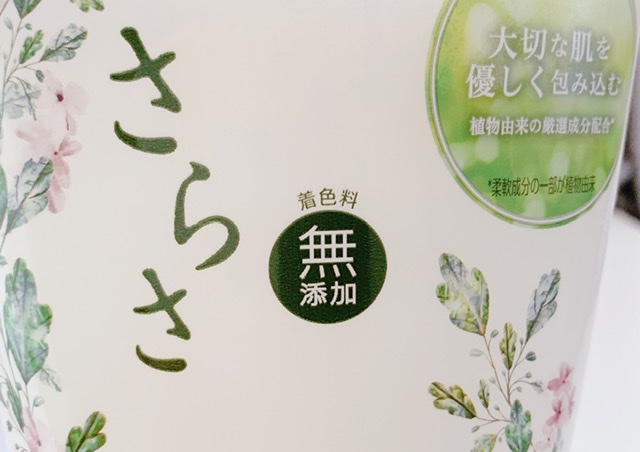 さらさ
着色料
無
添加
大切な肌を
優しく包み込む
植物由来の厳選成分配合*
*柔軟成分の一部が植物由来